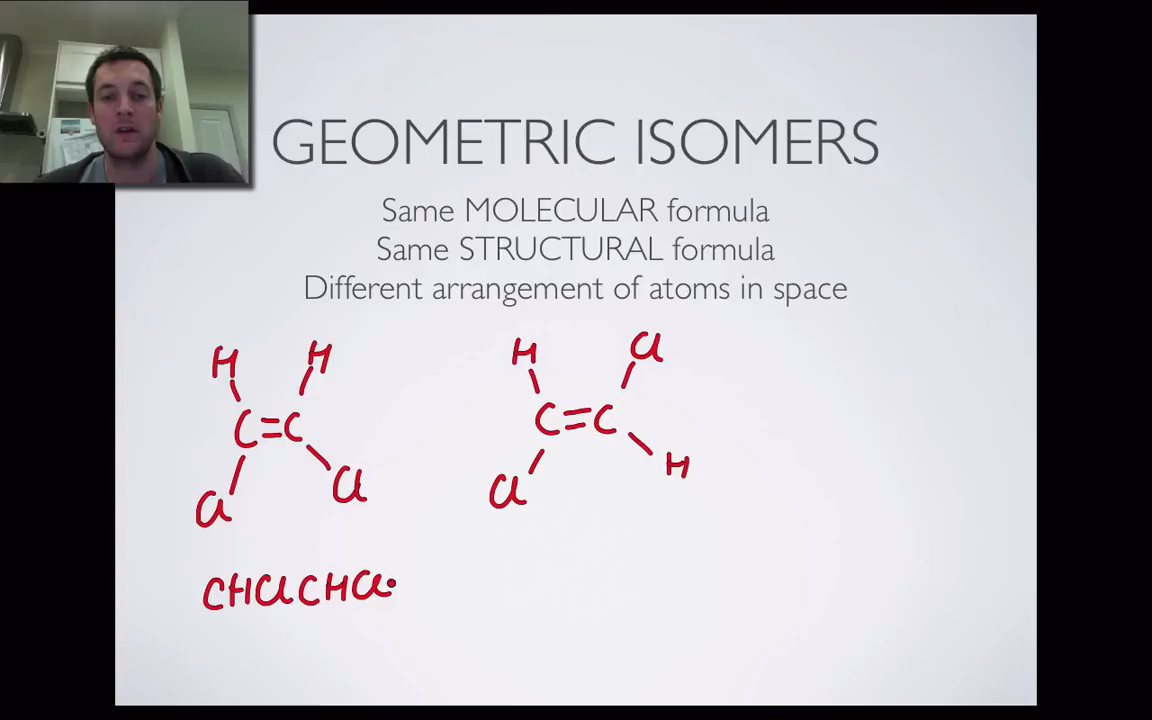 GEOMETRIC ISOMERS
Same MOLECULAR formula
Same STRUCTURAL formula
Different arrangement of atoms in space
H H H Cl
C=C C=C
Cl Cl Cl H
CHClCHCl